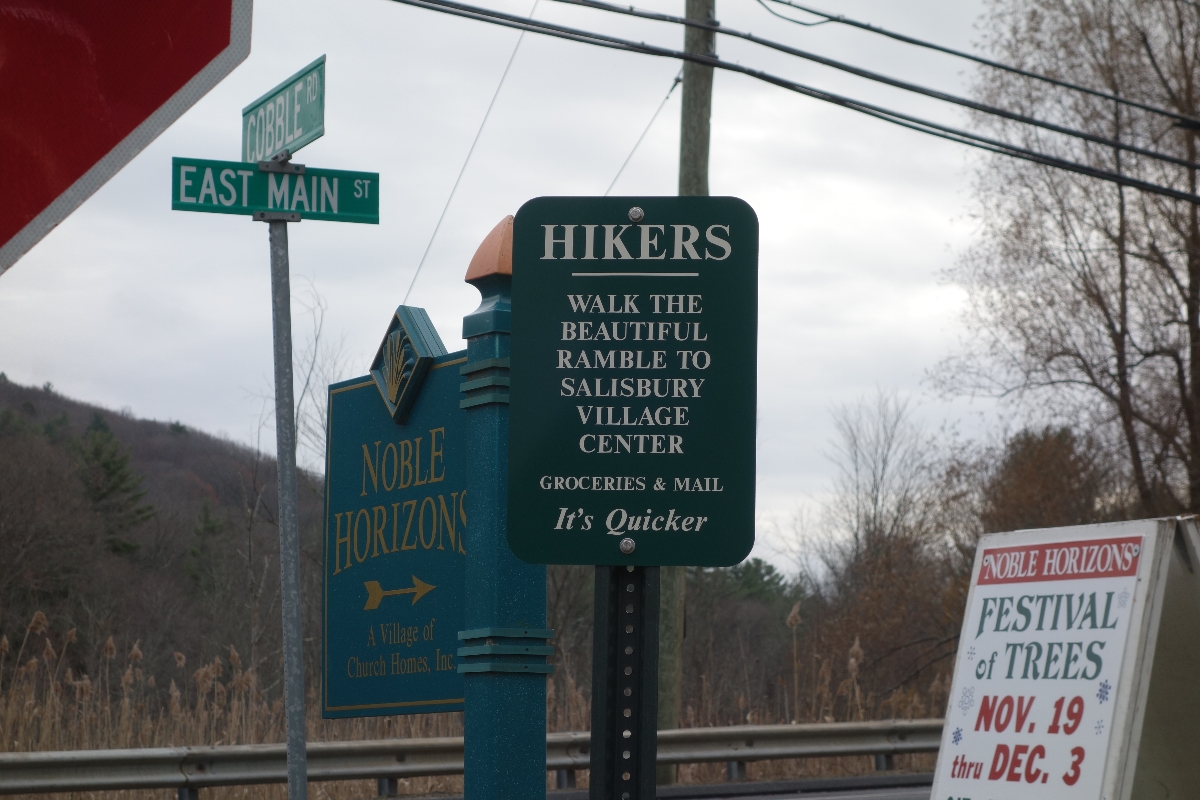 COBBLE RD
EAST MAIN ST
HIKERS
WALK THE
BEAUTIFUL
RAMBLE TO
SALISBURY
VILLAGE
CENTER
GROCERIES & MAIL
It's Quicker
NOBLE
HORIZONS
A Village of
Church Homes, Inc.
NOBLE HORIZONS
FESTIVAL
of TREES
NOV. 19
thru DEC. 3